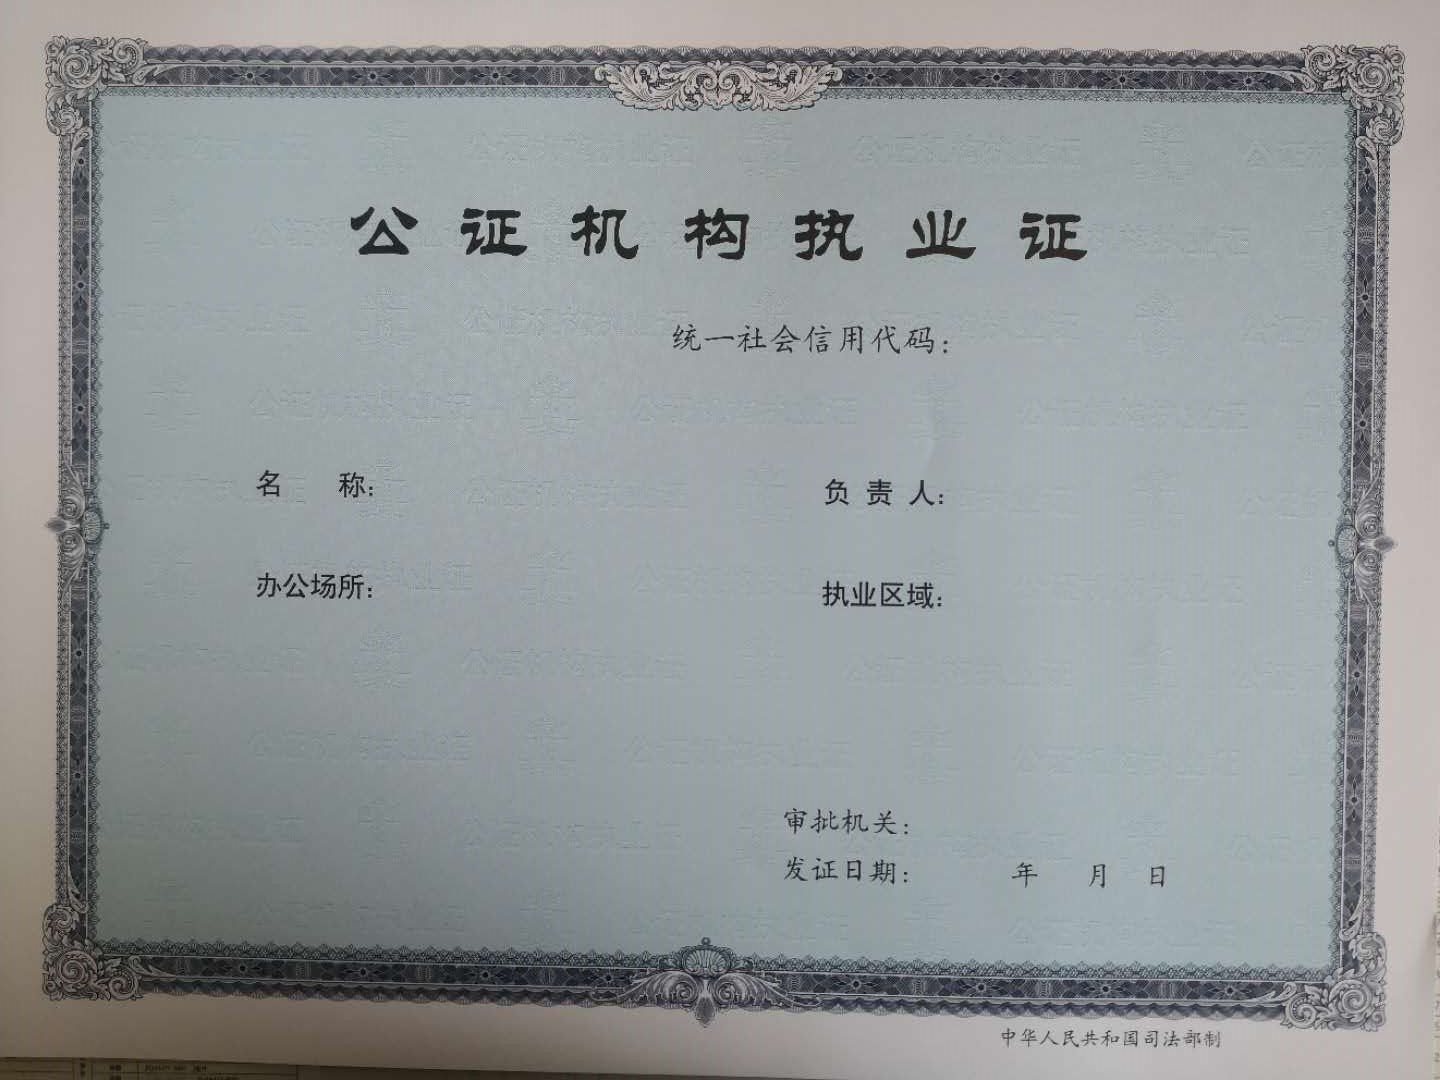 公证机构执业证
统一社会信用代码：
名　　称：
负责人：
办公场所：
执业区域：
审批机关：
发证日期：　　年　月　日
中华人民共和国司法部制